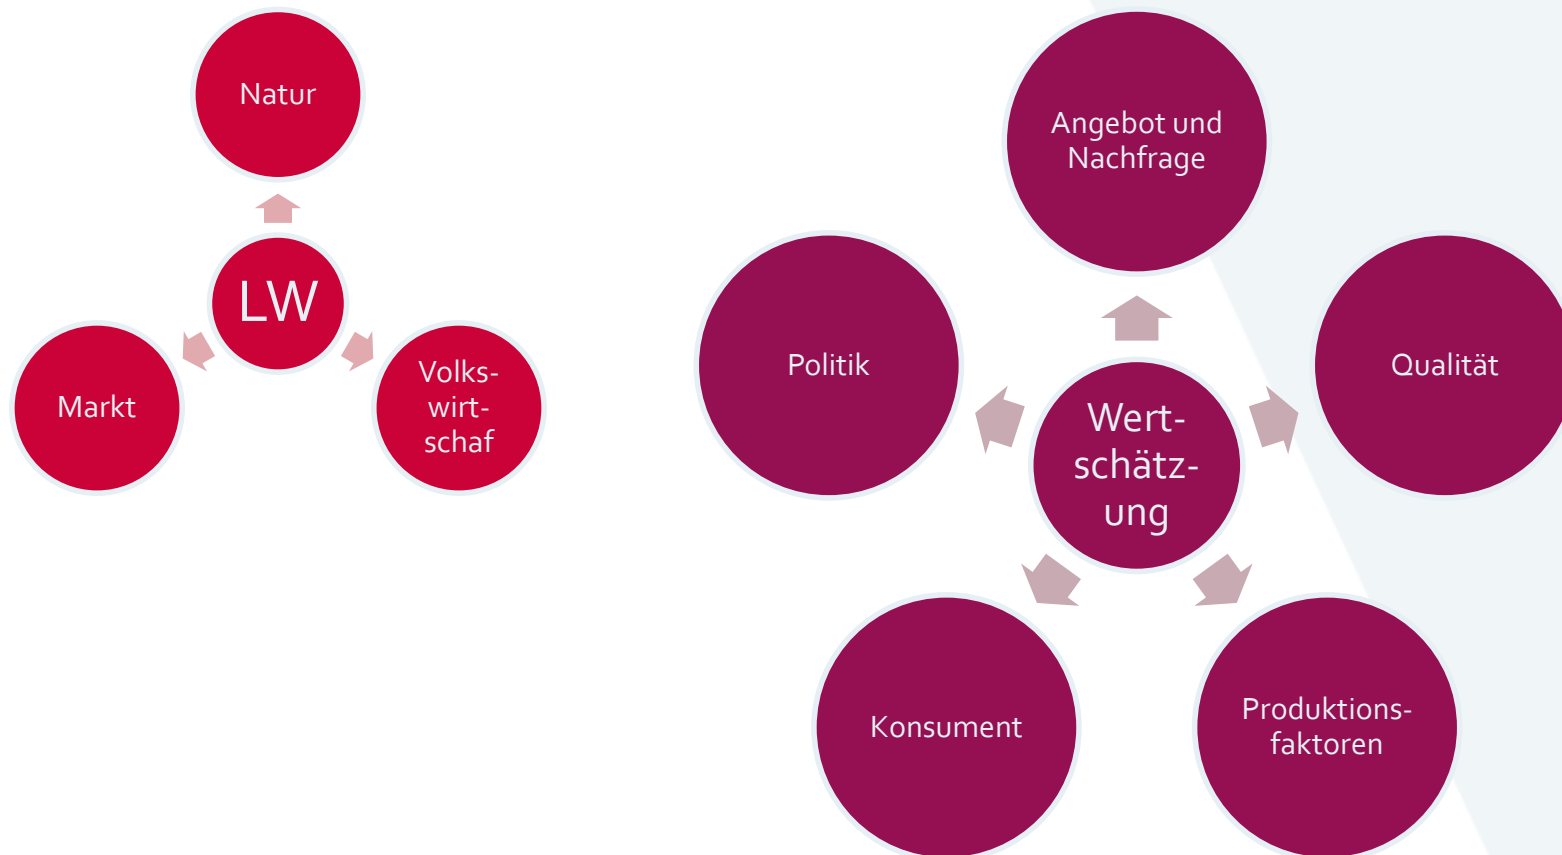 Natur
LW
Markt
Volks-
wirt-
schaf
Angebot und
Nachfrage
Politik
Qualität
Wert-
schätz-
ung
Konsument
Produktions-
faktoren